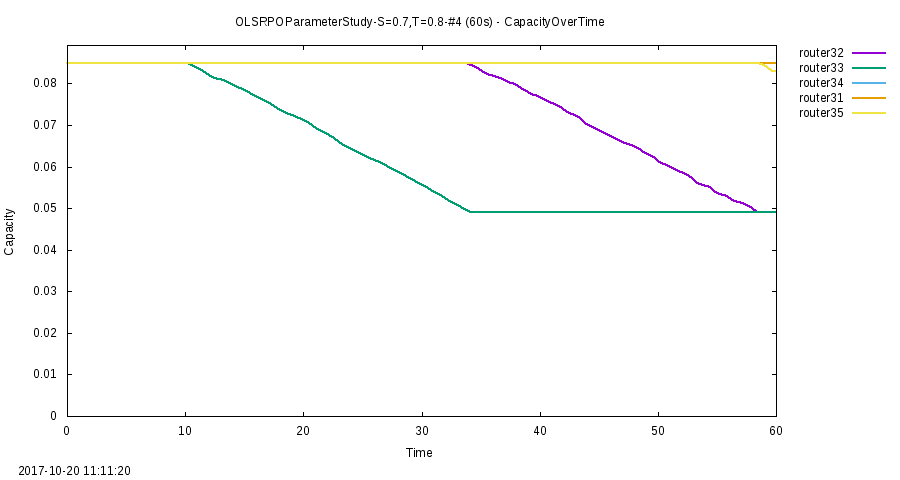 OLSRPOParameterStudy-S=0.7,T=0.8-#4 (60s) - CapacityOverTime
router32
router33
router34
router31
router35
0.08
0.07
0.06
0.05
0.04
0.03
0.02
0.01
0
Capacity
0 10 20 30 40 50 60
Time
2017-10-20 11:11:20